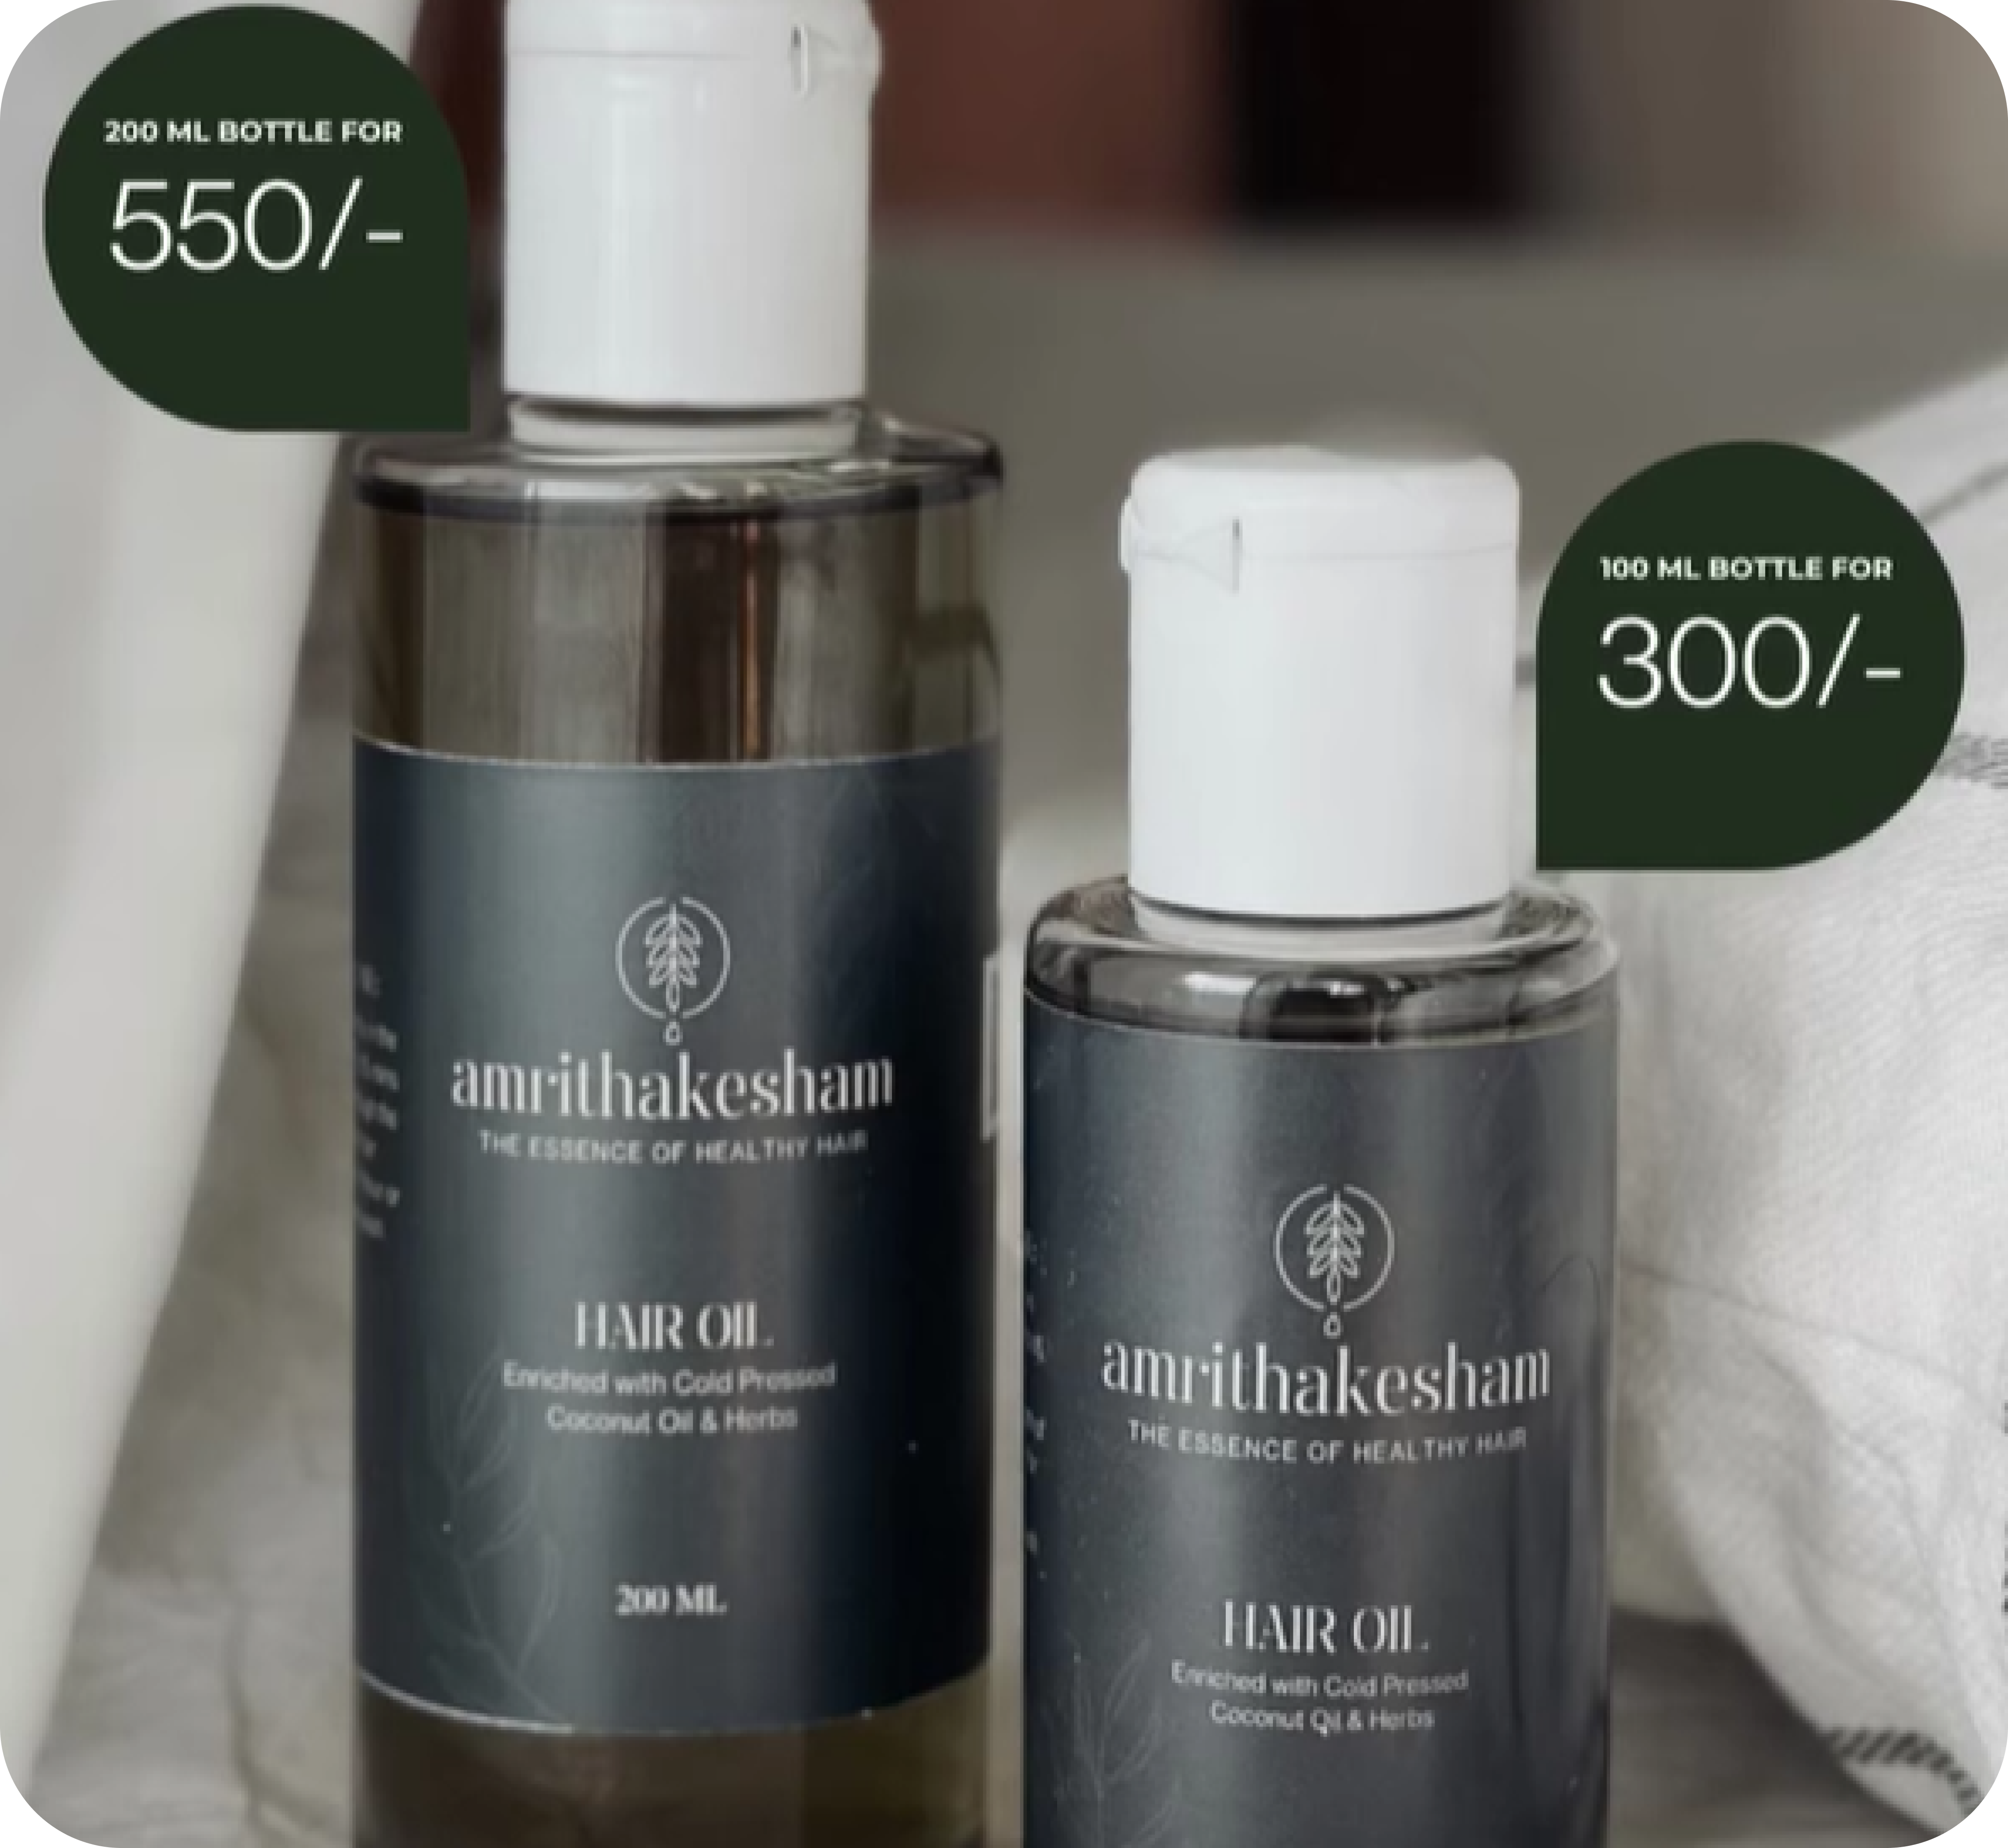 200 ML BOTTLE FOR
550/-
100 ML BOTTLE FOR
300/-
amrithakesham
THE ESSENCE OF HEALTHY HAIR
HAIR OIL
Enriched with Cold Pressed
Coconut Oil & Herbs
200 ML
amrithakesham
THE ESSENCE OF HEALTHY HAIR
HAIR OIL
Enriched with Cold Pressed
Coconut Oil & Herbs